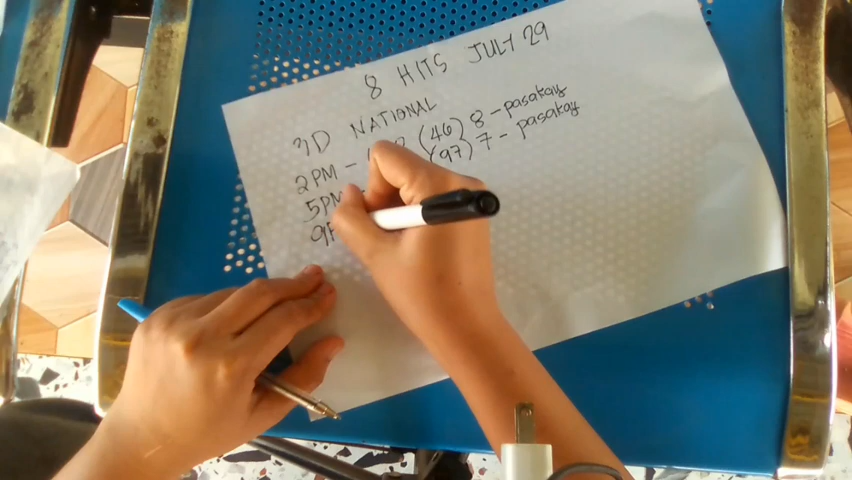 8 HITS JULY 29
3D NATIONAL
2PM - (46) 8 - pasakay
5PM (97) 7 - pasakay